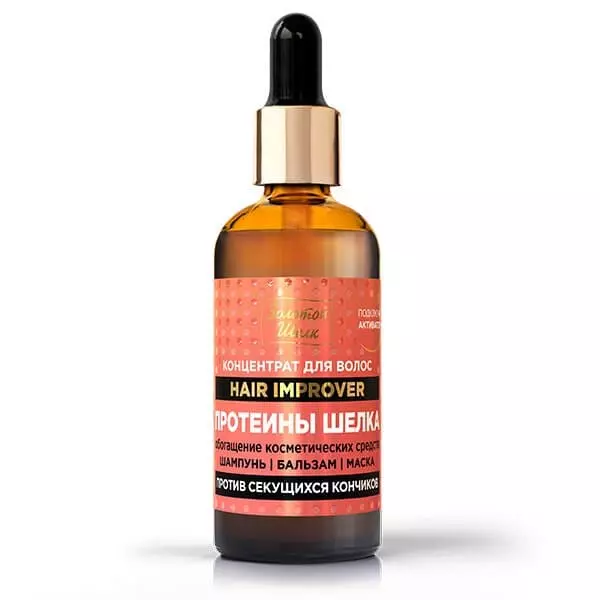 Золотой
Шелк
КОНЦЕНТРАТ ДЛЯ ВОЛОС
HAIR IMPROVER
ПРОТЕИНЫ ШЕЛКА
обогащение косметических средств
ШАМПУНЬ | БАЛЬЗАМ | МАСКА
ПРОТИВ СЕКУЩИХСЯ КОНЧИКОВ